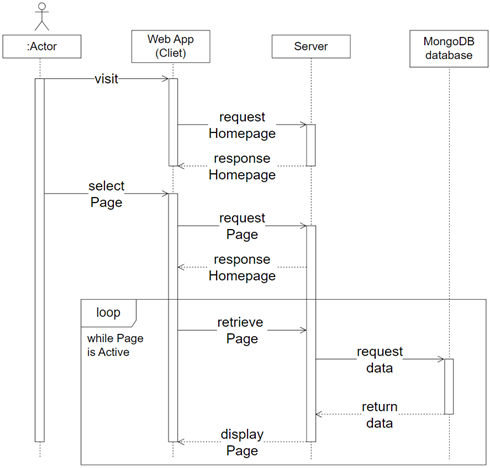 :Actor
Web App
(Cliet)
Server
MongoDB
database
visit
request
Homepage
response
Homepage
select
Page
request
Page
response
Homepage
loop
while Page
is Active
retrieve
Page
request
data
return
data
display
Page